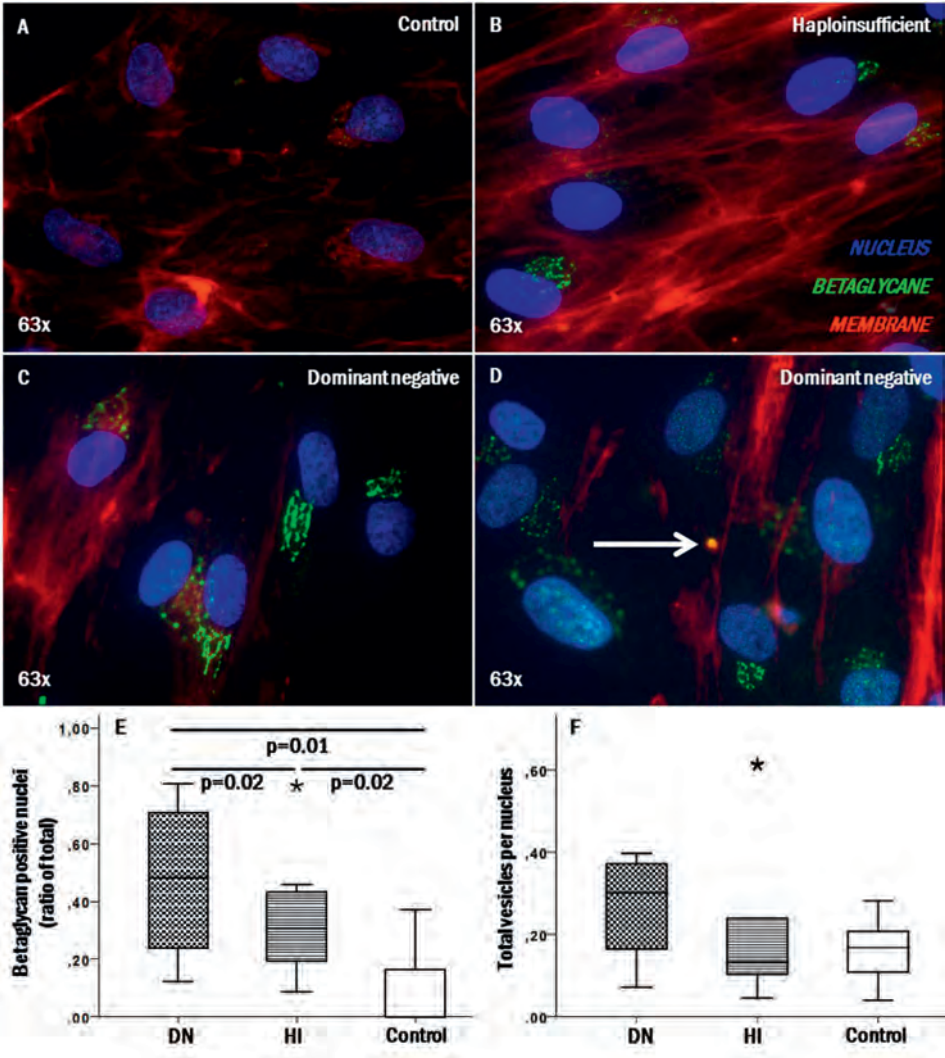 A
Control
63x
B
Haploinsufficient
NUCLEUS
BETAGLYCANE
MEMBRANE
63x
C
Dominant negative
63x
D
Dominant negative
63x
E
Betaglycan positive nuclei
(ratio of total)
1,00
,80
,60
,40
,20
,00
p=0.01
p=0.02
*
p=0.02
DN
HI
Control
F
Total vesicles per nucleus
,60
,40
,20
,00
*
DN
HI
Control